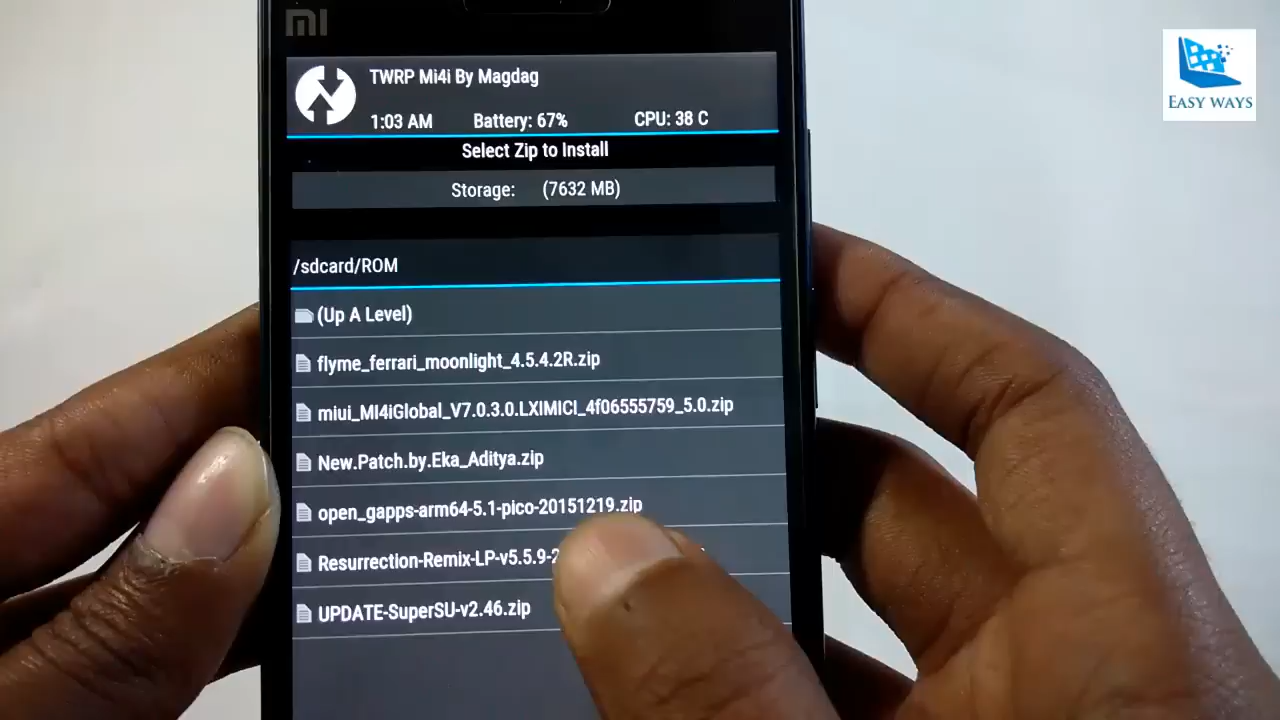 MI
EASY WAYS
TWRP Mi4i By Magdag
1:03 AM Battery: 67% CPU: 38 C
Select Zip to Install
Storage: (7632 MB)
/sdcard/ROM
(Up A Level)
flyme_ferrari_moonlight_4.5.4.2R.zip
miui_MI4iGlobal_V7.0.3.0.LXIMICI_4f06555759_5.0.zip
New.Patch.by.Eka_Aditya.zip
open_gapps-arm64-5.1-pico-20151219.zip
Resurrection-Remix-LP-v5.5.9-2
UPDATE-SuperSU-v2.46.zip